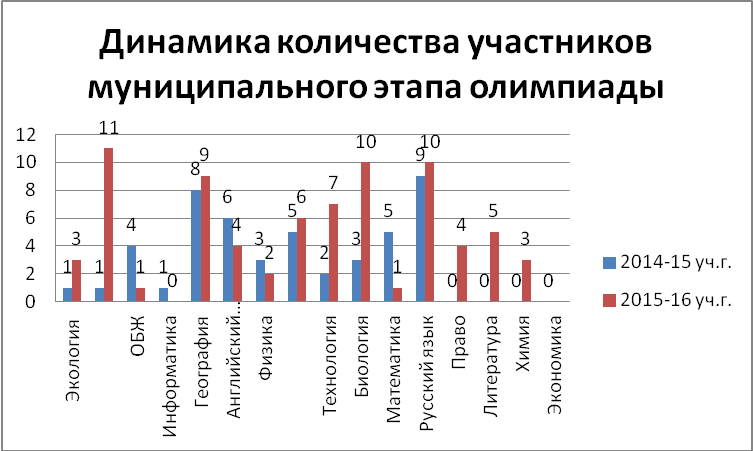 Динамика количества участников
муниципального этапа олимпиады
12
10
8
6
4
2
0
1 3
1 11
4 1
1 0
8 9
6 4
3 2
5 6
2 7
3 10
5 1
9 10
0 4
0 5
0 3
0
Экология
ОБЖ
Информатика
География
Английский...
Физика
Технология
Биология
Математика
Русский язык
Право
Литература
Химия
Экономика
2014-15 уч.г.
2015-16 уч.г.